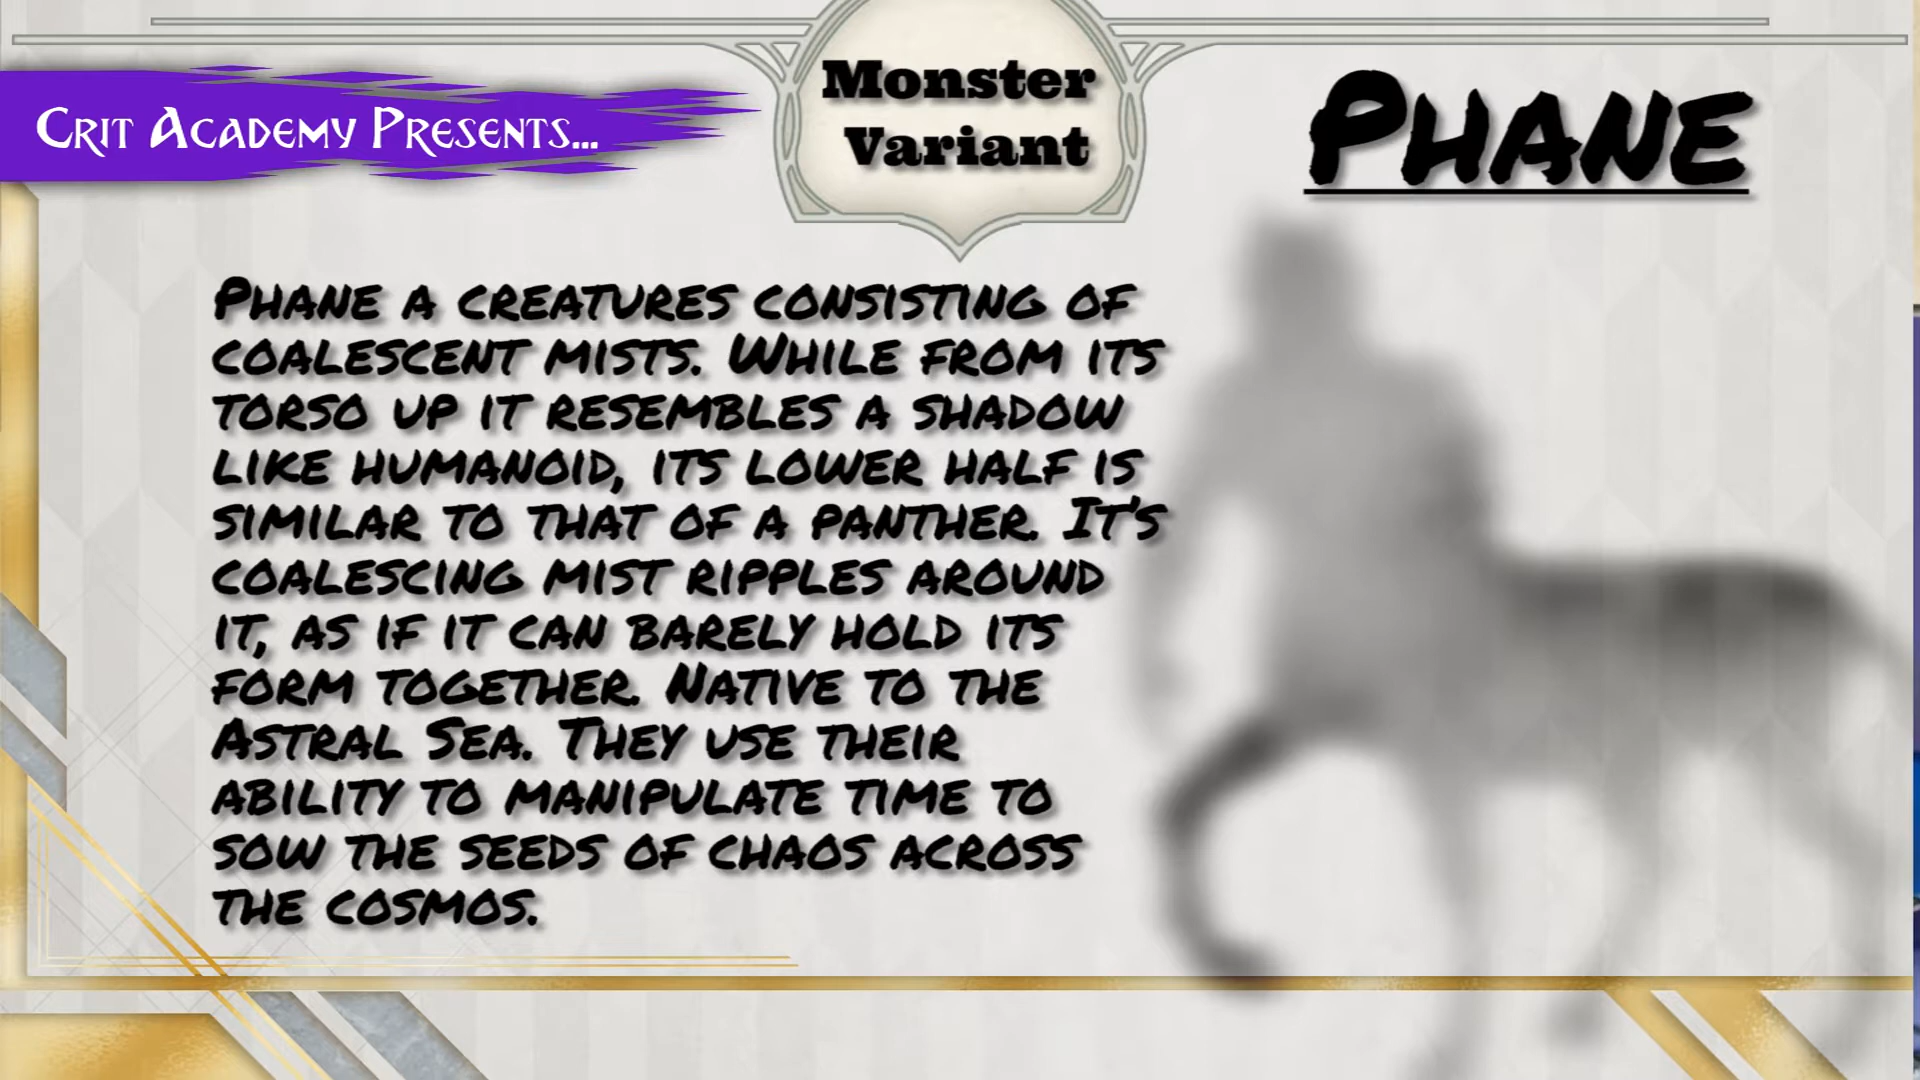 Crit Academy Presents...
Monster
Variant
Phane
Phane a creatures consisting of
coalescent mists. While from its
torso up it resembles a shadow
like humanoid, its lower half is
similar to that of a panther. It's
coalescing mist ripples around
it, as if it can barely hold its
form together. Native to the
Astral Sea. They use their
ability to manipulate time to
sow the seeds of chaos across
the cosmos.